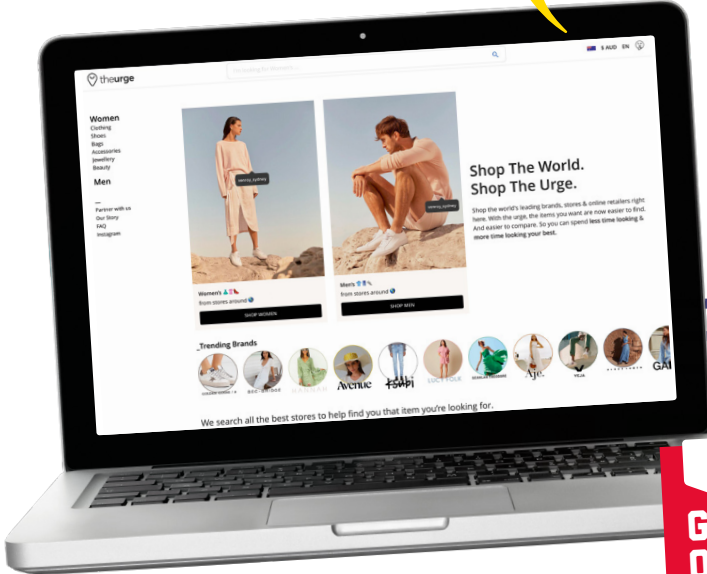 theurge
$ AUD EN
Women
Clothing
Shoes
Bags
Accessories
Jewellery
Beauty
Men
Partner with us
Our Story
FAQ
Instagram
Shop The World.
Shop The Urge.
Shop the world's leading brands, stores & online retailers right
here. With the urge, the items you want are now easier to find.
And easier to compare. So you can spend less time looking &
more time looking your best.
Women's
from stores around
SHOP WOMEN
Men's
from stores around
SHOP MEN
Trending Brands
Avenue
LUCY FOLK
Aje.
VEJA
We search all the best stores to help find you that item you're looking for.